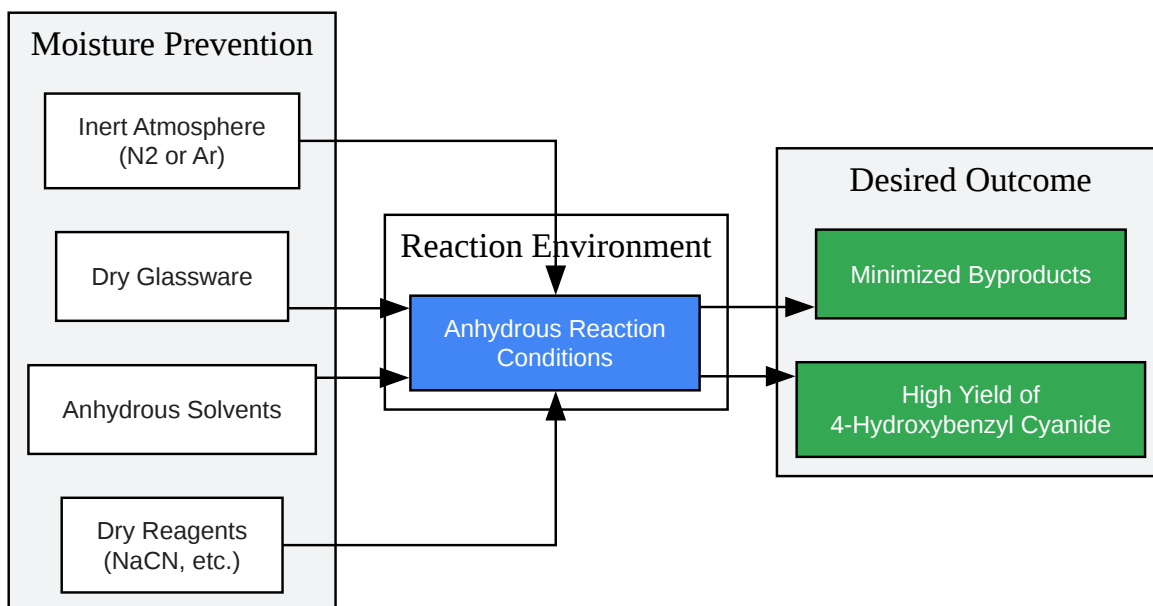 Moisture Prevention
Inert Atmosphere
(N2 or Ar)
Dry Glassware
Anhydrous Solvents
Dry Reagents
(NaCN, etc.)
Reaction Environment
Anhydrous Reaction
Conditions
Desired Outcome
Minimized Byproducts
High Yield of
4-Hydroxybenzyl Cyanide